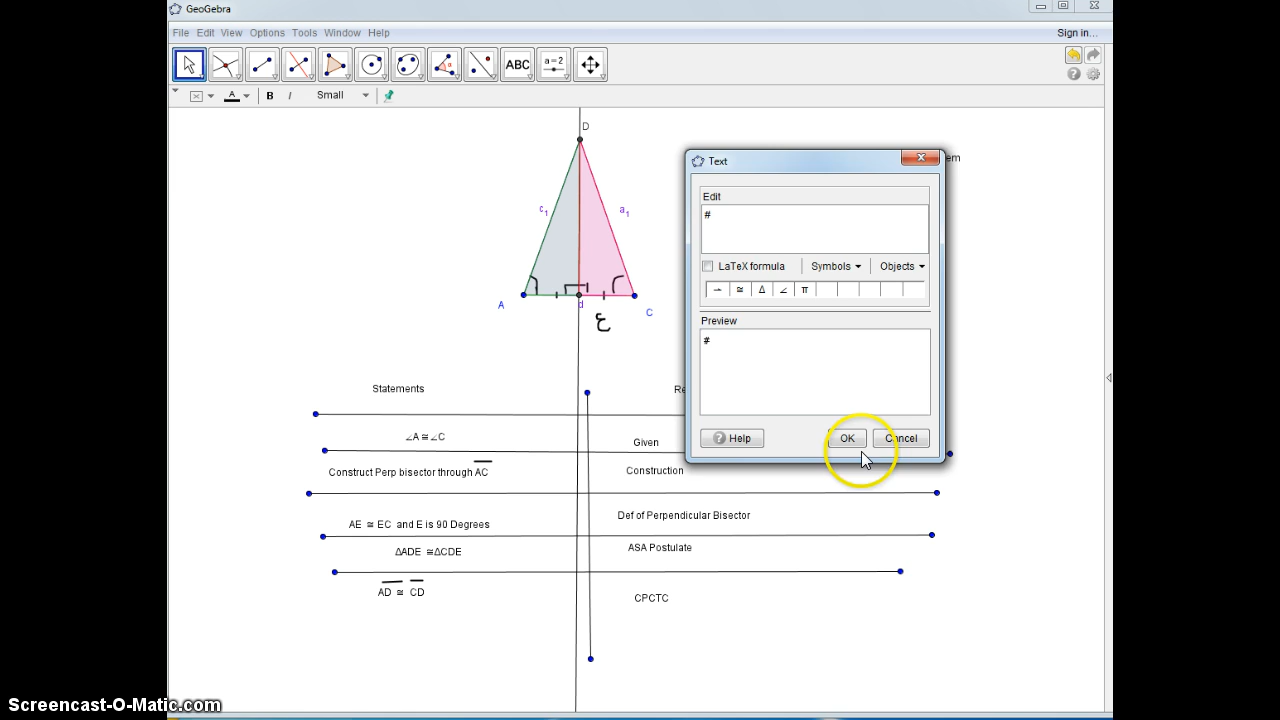 GeoGebra
File Edit View Options Tools Window Help
Sign in...
ABC
a=2
A B I Small
D
c₁
a₁
A
d
C
E
em
Text
Edit
#
LaTeX formula Symbols Objects
→ ≅ Δ ∠ π
Preview
#
Help OK Cancel
Statements
Re
∠A ≅ ∠C
Given
Construct Perp bisector through AC
Construction
AE ≅ EC and E is 90 Degrees
Def of Perpendicular Bisector
ΔADE ≅ΔCDE
ASA Postulate
AD ≅ CD
CPCTC
Screencast-O-Matic.com